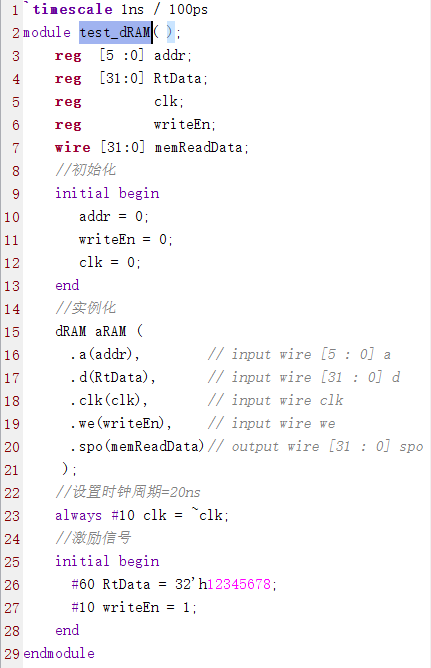 1 `timescale 1ns / 100ps
2 module test_dRAM( );
3 reg [5 :0] addr;
4 reg [31:0] RtData;
5 reg clk;
6 reg writeEn;
7 wire [31:0] memReadData;
8 //初始化
9 initial begin
10 addr = 0;
11 writeEn = 0;
12 clk = 0;
13 end
14 //实例化
15 dRAM aRAM (
16 .a(addr), // input wire [5 : 0] a
17 .d(RtData), // input wire [31 : 0] d
18 .clk(clk), // input wire clk
19 .we(writeEn), // input wire we
20 .spo(memReadData)// output wire [31 : 0] spo
21 );
22 //设置时钟周期=20ns
23 always #10 clk = ~clk;
24 //激励信号
25 initial begin
26 #60 RtData = 32'h12345678;
27 #10 writeEn = 1;
28 end
29 endmodule